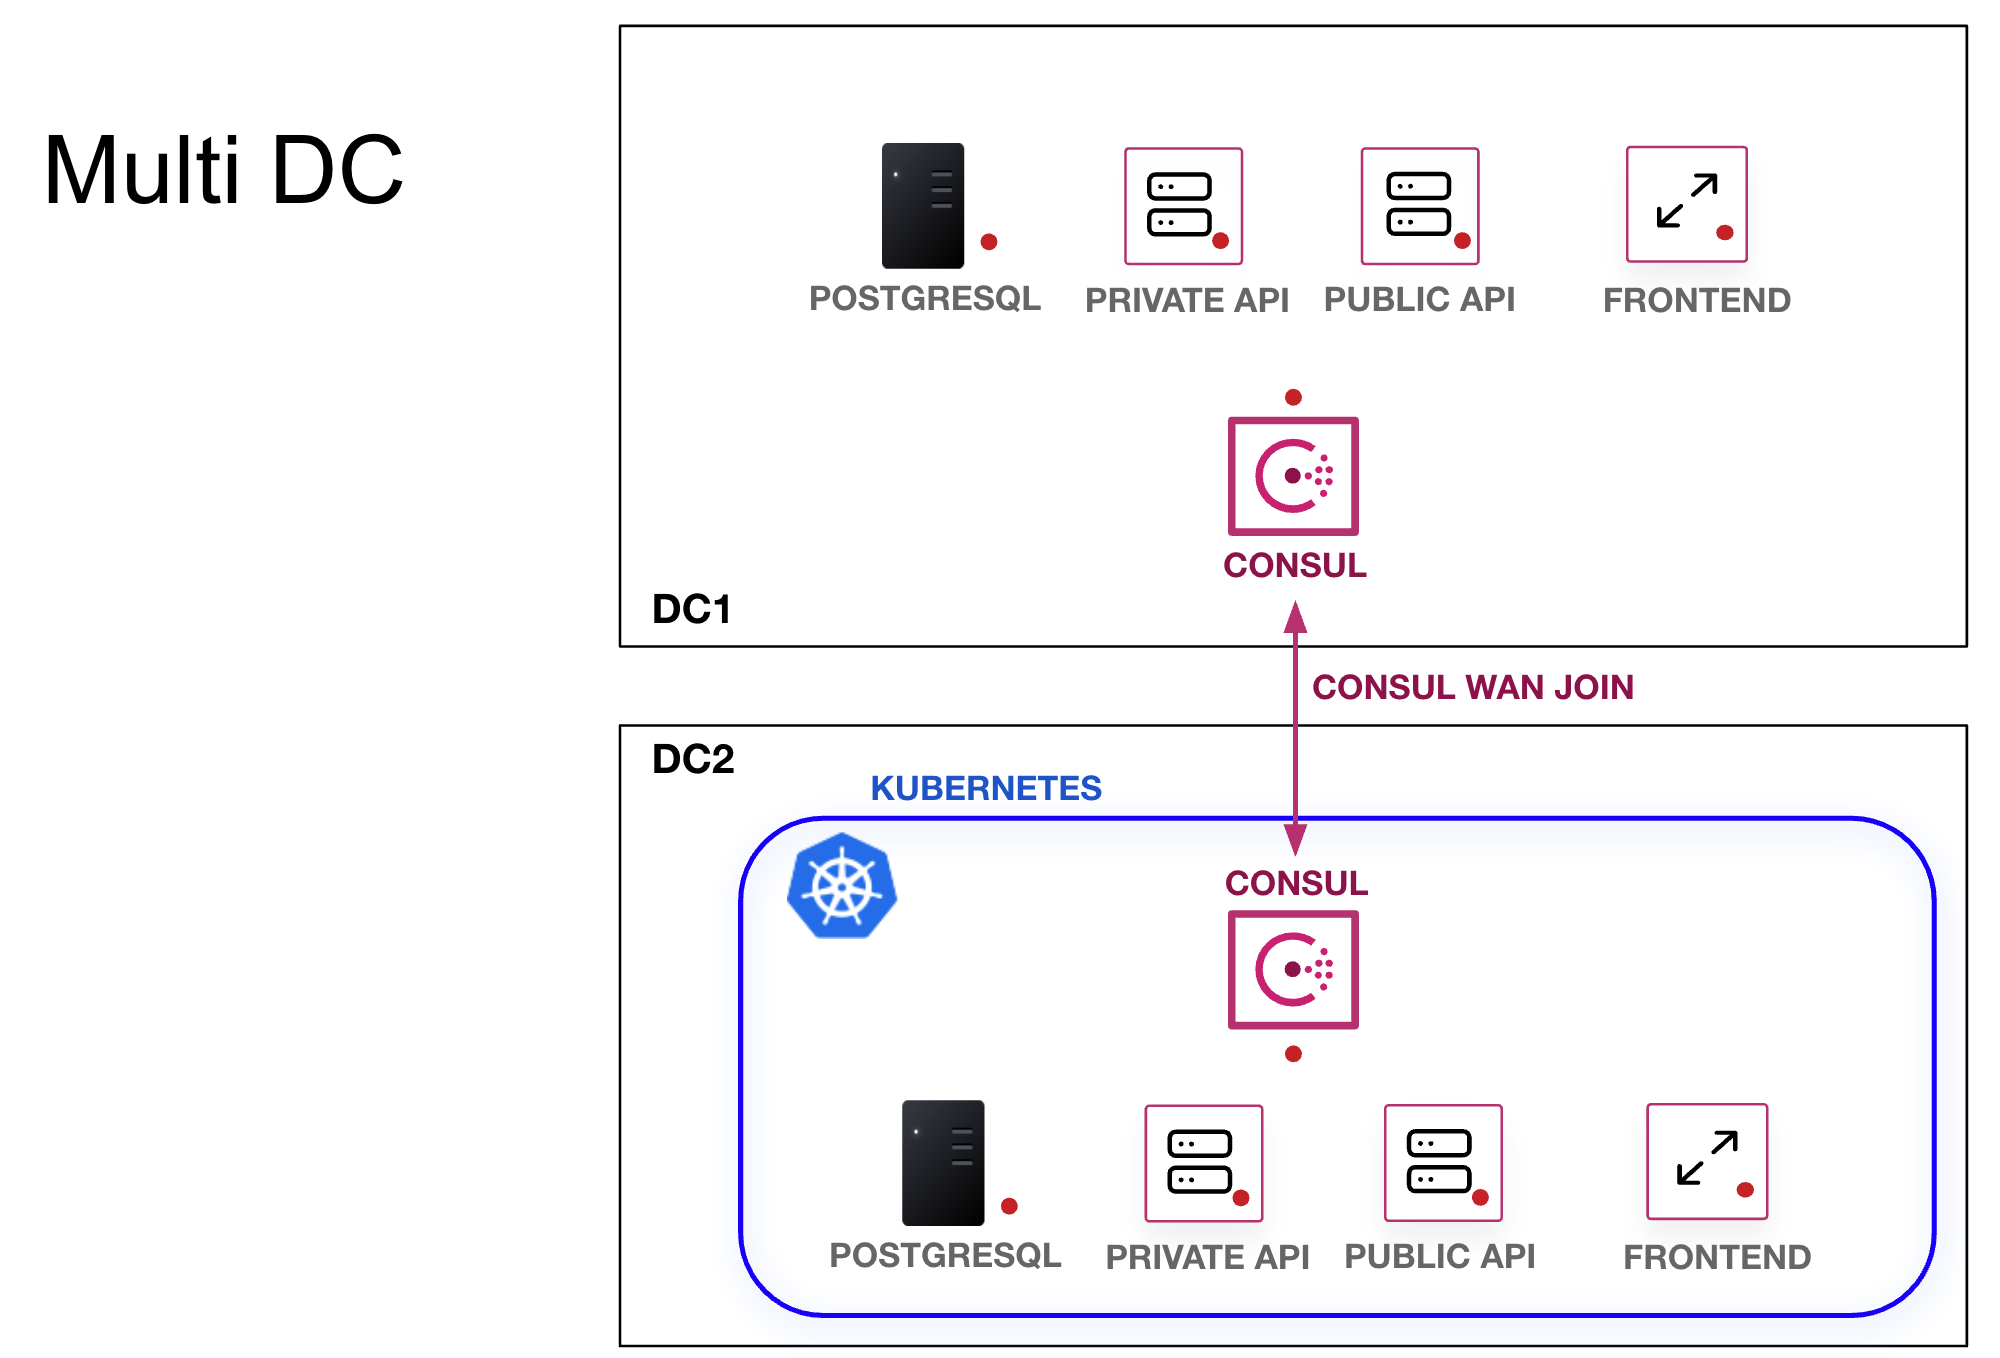 Multi DC
POSTGRESQL
PRIVATE API
PUBLIC API
FRONTEND
CONSUL
DC1
CONSUL WAN JOIN
DC2
KUBERNETES
CONSUL
POSTGRESQL
PRIVATE API
PUBLIC API
FRONTEND